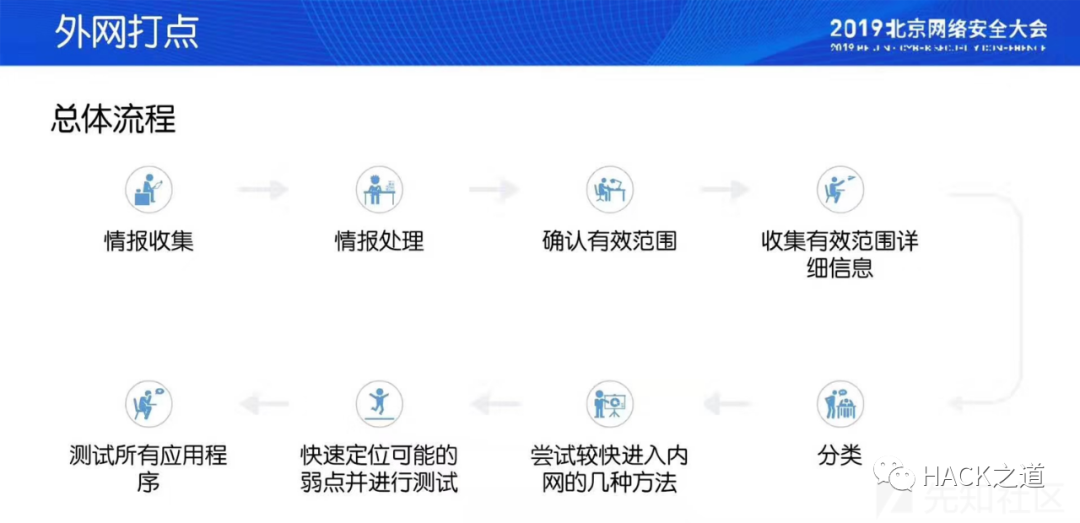 外网打点
2019北京网络安全大会
2019 BEIJING CYBER SECURITY CONFERENCE
总体流程
情报收集
情报处理
确认有效范围
收集有效范围详
细信息
测试所有应用程
序
快速定位可能的
弱点并进行测试
尝试较快进入内
网的几种方法
分类
HACK之道
先知社区